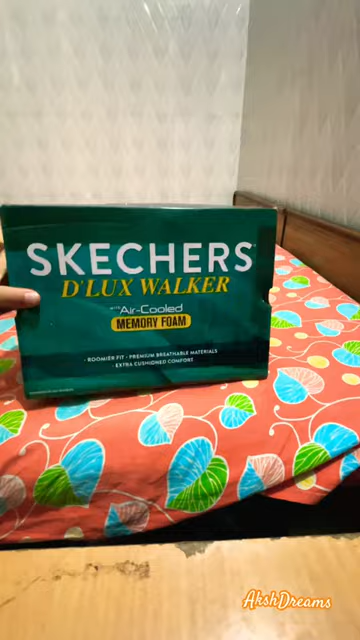 SKECHERS
D'LUX WALKER
WITH Air-Cooled
MEMORY FOAM
· ROOMIER FIT · PREMIUM BREATHABLE MATERIALS
· EXTRA CUSHIONED COMFORT
AkshDreams